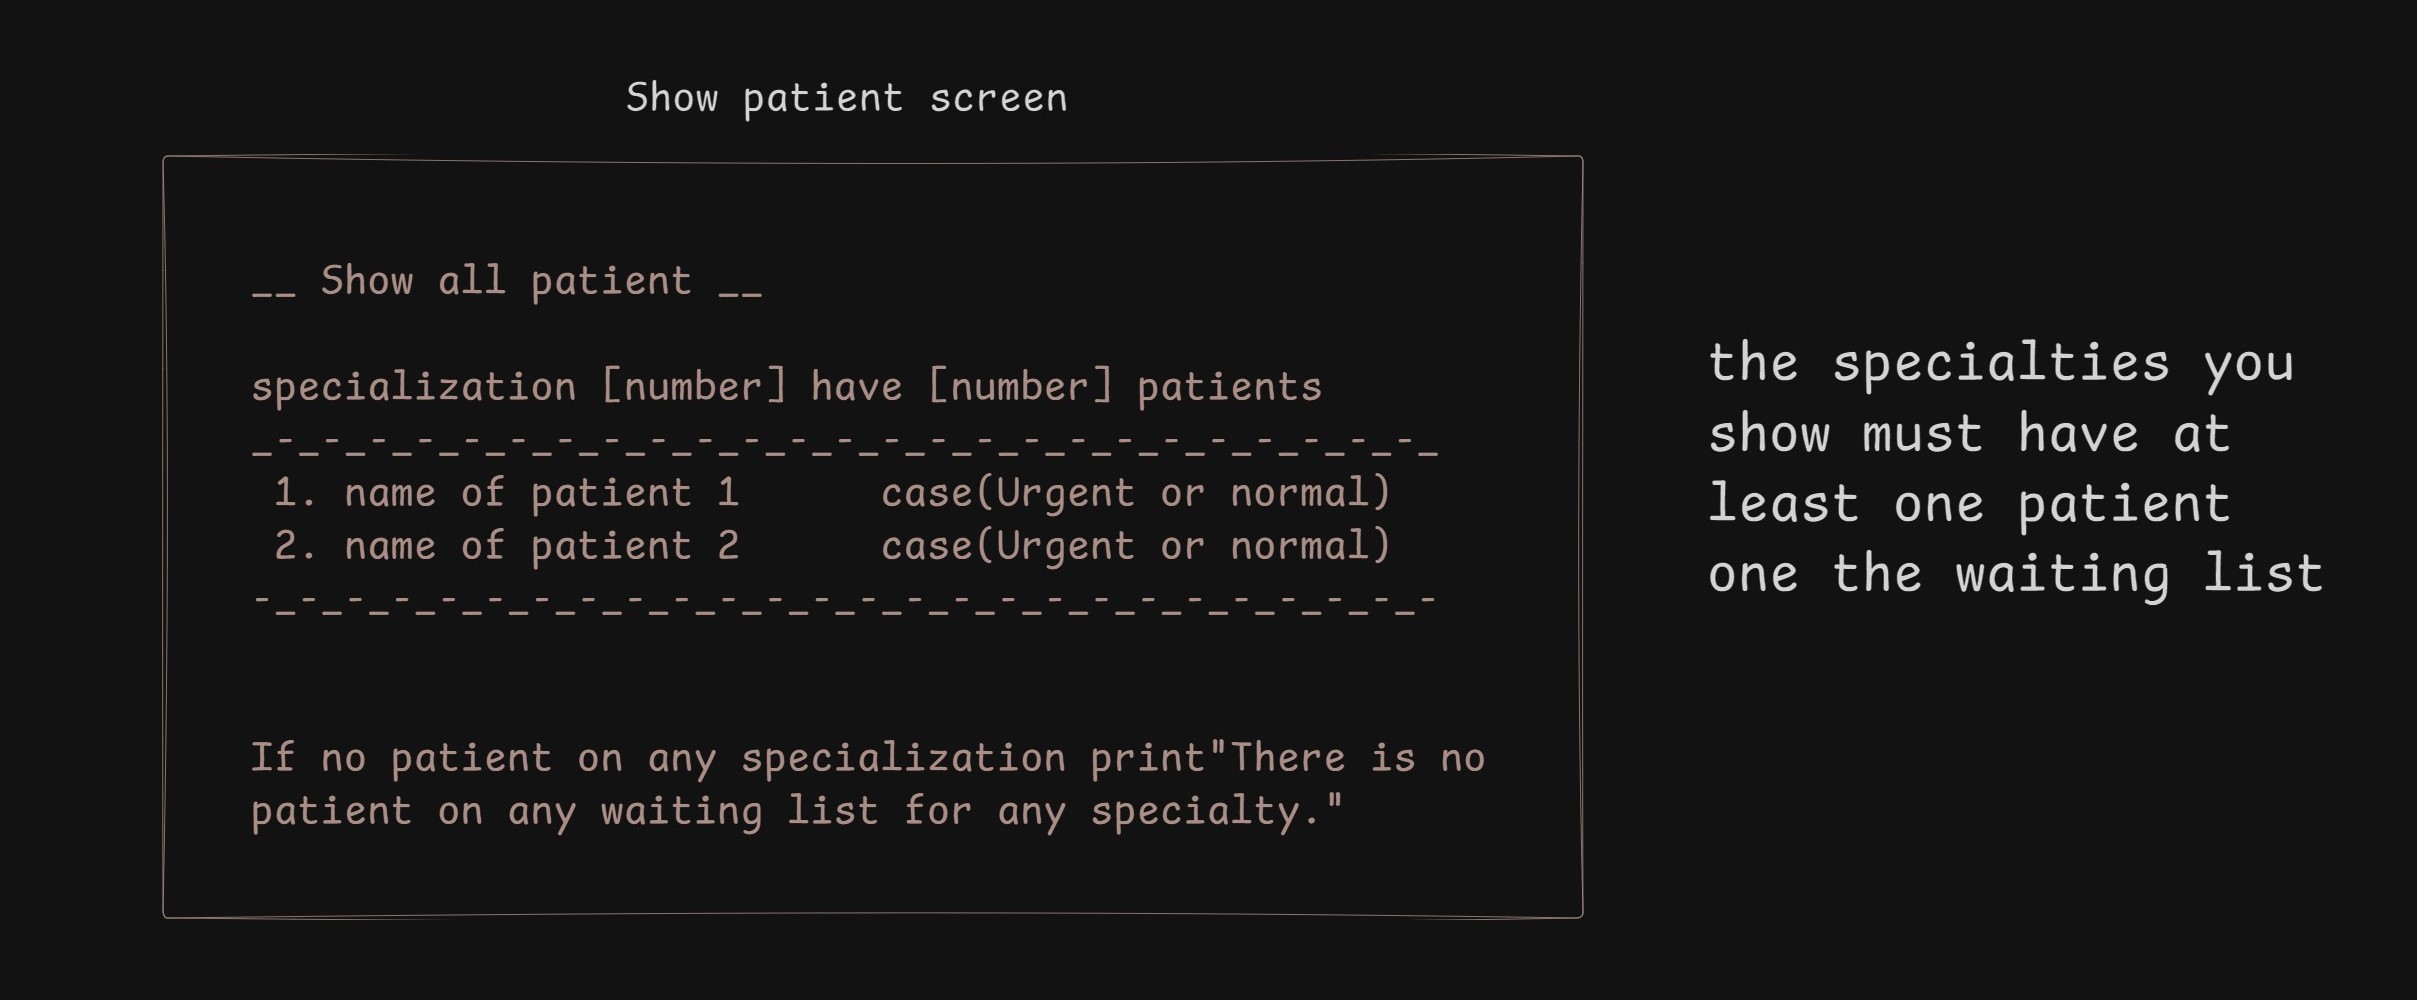 Show patient screen
__ Show all patient __
specialization [number] have [number] patients
_-_-_-_-_-_-_-_-_-_-_-_-_-_-_-_-_-_-_-_-_-_-_-_-_-_
1. name of patient 1 case(Urgent or normal)
2. name of patient 2 case(Urgent or normal)
-_-_-_-_-_-_-_-_-_-_-_-_-_-_-_-_-_-_-_-_-_-_-_-_-_-
If no patient on any specialization print"There is no
patient on any waiting list for any specialty."
the specialties you
show must have at
least one patient
one the waiting list